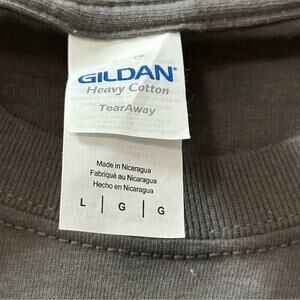 GILDAN®
Heavy Cotton
TearAway
Made in Nicaragua
Fabriqué au Nicaragua
Hecho en Nicaragua
L | G | G